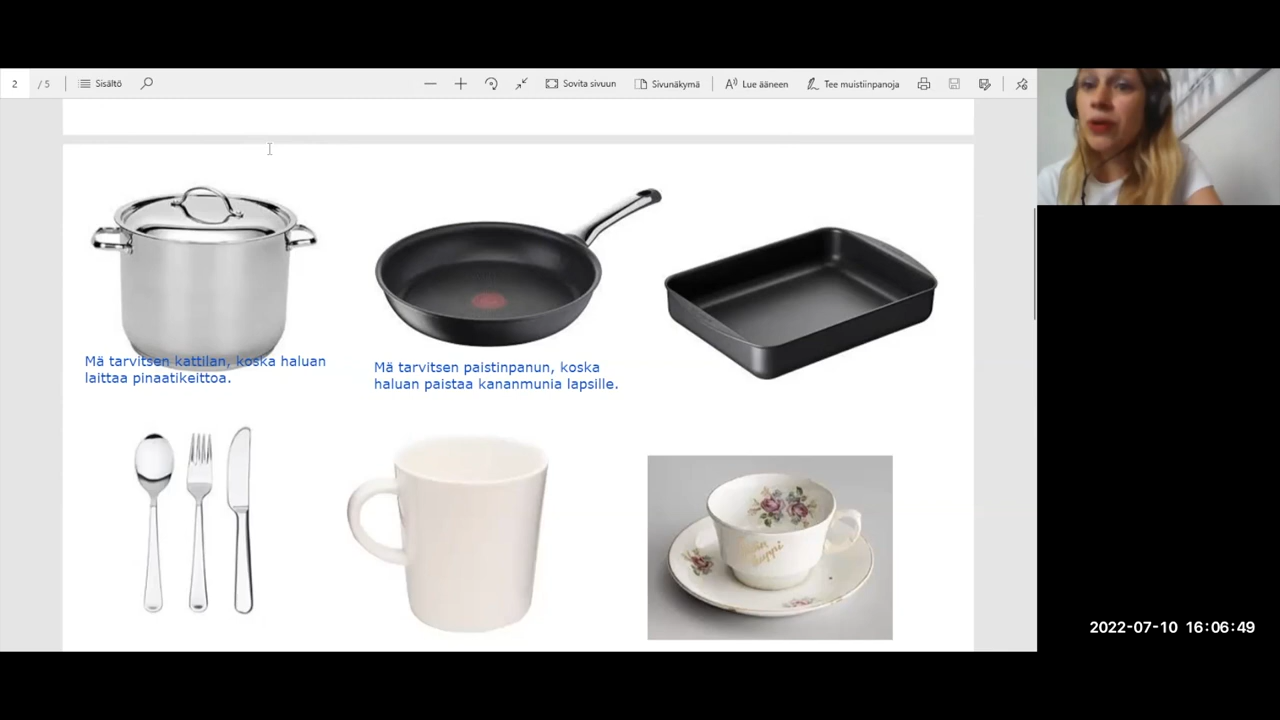 2 / 5 Sisältö Sovita sivuun Sivunäkymä Lue ääneen Tee muistiinpanoja
Mä tarvitsen kattilan, koska haluan
laittaa pinaatikeittoa.
Mä tarvitsen paistinpanun, koska
haluan paistaa kananmunia lapsille.
2022-07-10 16:06:49